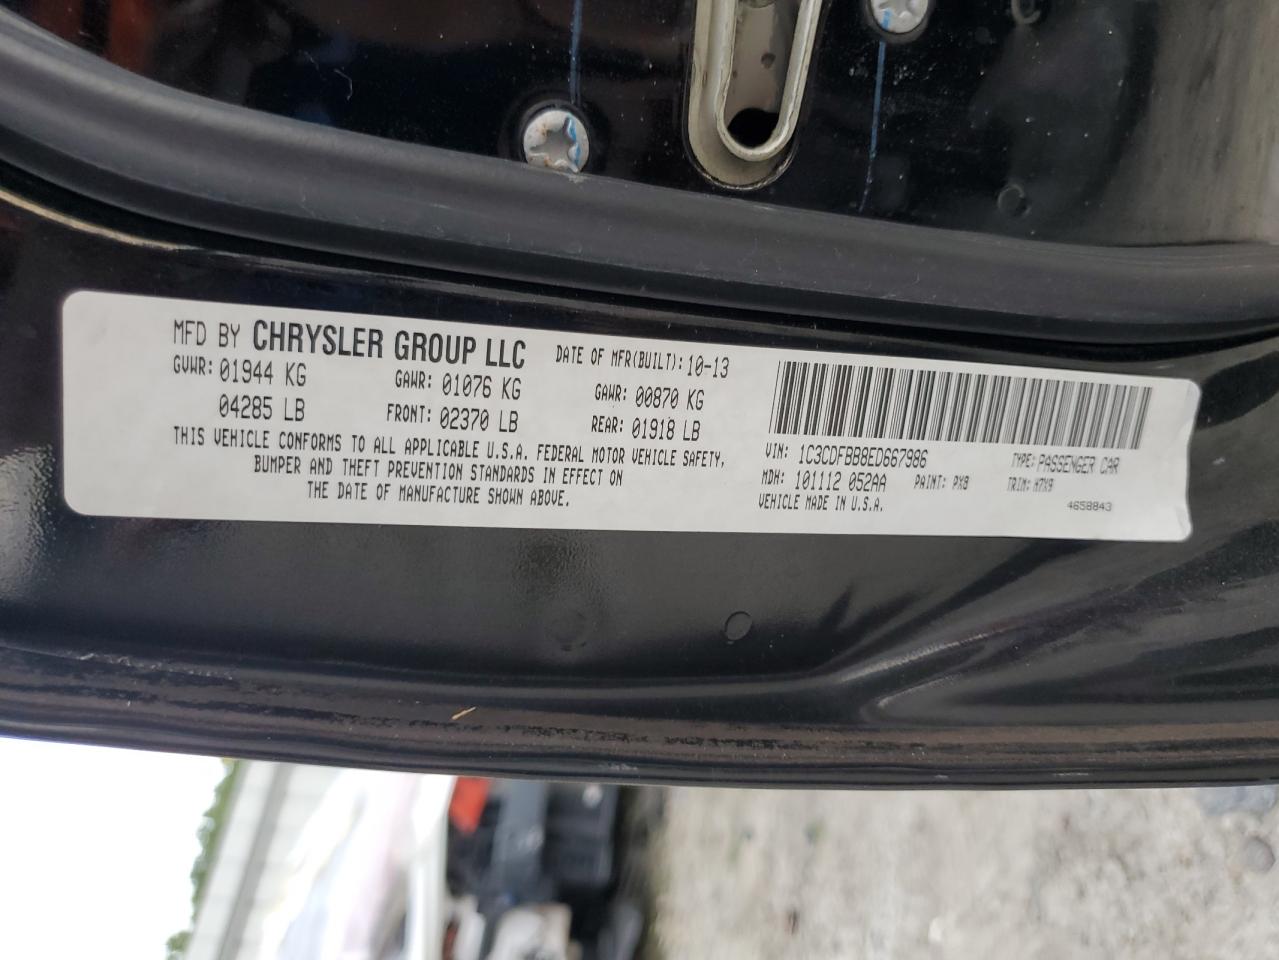 MFD BY CHRYSLER GROUP LLC DATE OF MFR(BUILT):10-13
GVWR: 01944 KG GAWR: 01076 KG GAWR: 00870 KG
04285 LB FRONT: 02370 LB REAR: 01918 LB
THIS VEHICLE CONFORMS TO ALL APPLICABLE U.S.A. FEDERAL MOTOR VEHICLE SAFETY,
BUMPER AND THEFT PREVENTION STANDARDS IN EFFECT ON
THE DATE OF MANUFACTURE SHOWN ABOVE.
VIN: 1C3CDFBB8ED667986 TYPE: PASSENGER CAR
MDH: 101112 052AA PAINT: PX8 TRIM: H7X9
VEHICLE MADE IN U.S.A. 4658843